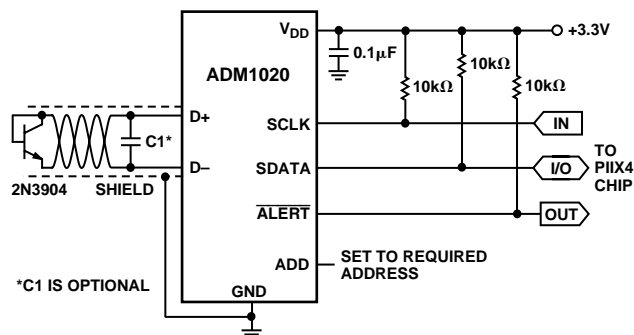 VDD
+3.3V
0.1μF
10kΩ
10kΩ
10kΩ
ADM1020
D+
C1*
SCLK
IN
D–
SDATA
I/O
TO
PIIX4
CHIP
2N3904
SHIELD
ALERT
OUT
ADD
SET TO REQUIRED
ADDRESS
*C1 IS OPTIONAL
GND